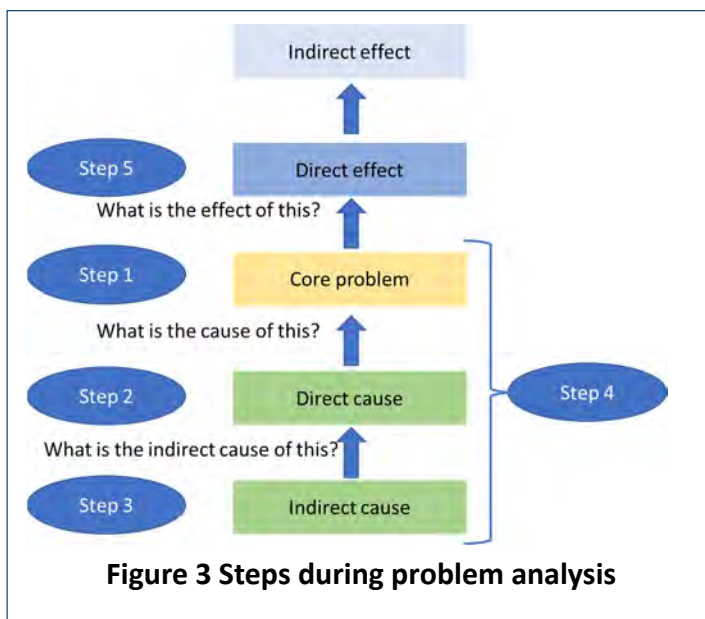 Indirect effect
Step 5
Direct effect
What is the effect of this?
Step 1
Core problem
What is the cause of this?
Step 2
Direct cause
Step 4
What is the indirect cause of this?
Step 3
Indirect cause
Figure 3 Steps during problem analysis